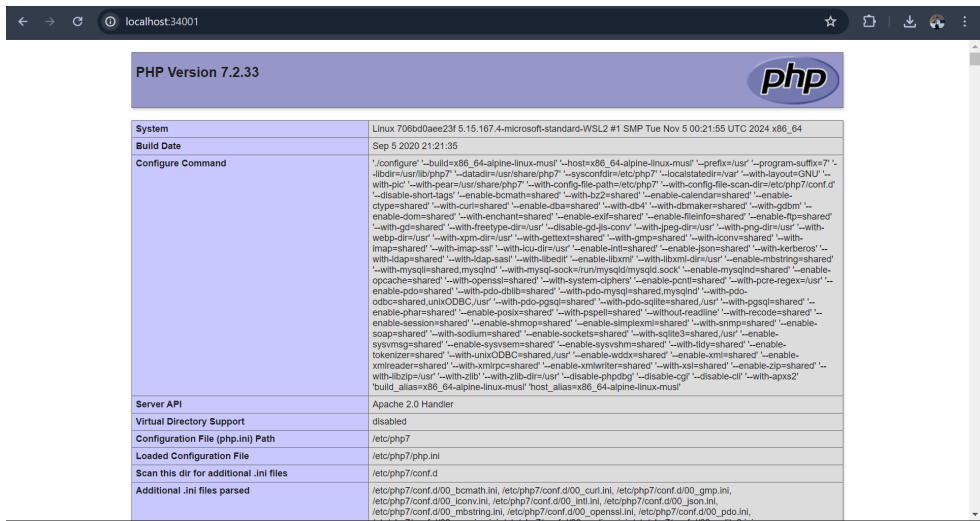 localhost:34001
PHP Version 7.2.33
php
System Linux 706bd0aee23f 5.15.167.4-microsoft-standard-WSL2 #1 SMP Tue Nov 5 00:21:55 UTC 2024 x86_64
Build Date Sep 5 2020 21:21:35
Configure Command './configure' '--build=x86_64-alpine-linux-musl' '--host=x86_64-alpine-linux-musl' '--prefix=/usr' '--program-suffix=7' '-
-libdir=/usr/lib/php7' '--datadir=/usr/share/php7' '--sysconfdir=/etc/php7' '--localstatedir=/var' '--with-layout=GNU' '--
with-pic' '--with-pear=/usr/share/php7' '--with-config-file-path=/etc/php7' '--with-config-file-scan-dir=/etc/php7/conf.d'
'--disable-short-tags' '--enable-bcmath=shared' '--with-bz2=shared' '--enable-calendar=shared' '--enable-
ctype=shared' '--with-curl=shared' '--enable-dba=shared' '--with-db4' '--with-dbmaker=shared' '--with-gdbm' '--
enable-dom=shared' '--with-enchant=shared' '--enable-exif=shared' '--enable-fileinfo=shared' '--enable-ftp=shared'
'--with-gd=shared' '--with-freetype-dir=/usr' '--disable-gd-jis-conv' '--with-jpeg-dir=/usr' '--with-png-dir=/usr' '--with-
webp-dir=/usr' '--with-xpm-dir=/usr' '--with-gettext=shared' '--with-gmp=shared' '--with-iconv=shared' '--with-
imap=shared' '--with-imap-ssl' '--with-icu-dir=/usr' '--enable-intl=shared' '--enable-json=shared' '--with-kerberos' '--
with-ldap=shared' '--with-ldap-sasl' '--with-libedit' '--enable-libxml' '--with-libxml-dir=/usr' '--enable-mbstring=shared'
'--with-mysqli=shared,mysqlnd' '--with-mysql-sock=/run/mysqld/mysqld.sock' '--enable-mysqlnd=shared' '--enable-
opcache=shared' '--with-openssl=shared' '--with-system-ciphers' '--enable-pcntl=shared' '--with-pcre-regex=/usr' '--
enable-pdo=shared' '--with-pdo-dblib=shared' '--with-pdo-mysql=shared,mysqlnd' '--with-pdo-
odbc=shared,unixODBC,/usr' '--with-pdo-pgsql=shared' '--with-pdo-sqlite=shared,/usr' '--with-pgsql=shared' '--
enable-phar=shared' '--enable-posix=shared' '--with-pspell=shared' '--without-readline' '--with-recode=shared' '--
enable-session=shared' '--enable-shmop=shared' '--enable-simplexml=shared' '--with-snmp=shared' '--enable-
soap=shared' '--with-sodium=shared' '--enable-sockets=shared' '--with-sqlite3=shared,/usr' '--enable-
sysvmsg=shared' '--enable-sysvsem=shared' '--enable-sysvshm=shared' '--with-tidy=shared' '--enable-
tokenizer=shared' '--with-unixODBC=shared,/usr' '--enable-wddx=shared' '--enable-xml=shared' '--enable-
xmlreader=shared' '--with-xmlrpc=shared' '--enable-xmlwriter=shared' '--with-xsl=shared' '--enable-zip=shared' '--
with-libzip=/usr' '--with-zlib' '--with-zlib-dir=/usr' '--disable-phpdbg' '--disable-cgi' '--disable-cli' '--with-apxs2'
'build_alias=x86_64-alpine-linux-musl' 'host_alias=x86_64-alpine-linux-musl'
Server API Apache 2.0 Handler
Virtual Directory Support disabled
Configuration File (php.ini) Path /etc/php7
Loaded Configuration File /etc/php7/php.ini
Scan this dir for additional .ini files /etc/php7/conf.d
Additional .ini files parsed /etc/php7/conf.d/00_bcmath.ini, /etc/php7/conf.d/00_curl.ini, /etc/php7/conf.d/00_gmp.ini,
/etc/php7/conf.d/00_iconv.ini, /etc/php7/conf.d/00_intl.ini, /etc/php7/conf.d/00_json.ini,
/etc/php7/conf.d/00_mbstring.ini, /etc/php7/conf.d/00_openssl.ini, /etc/php7/conf.d/00_pdo.ini,